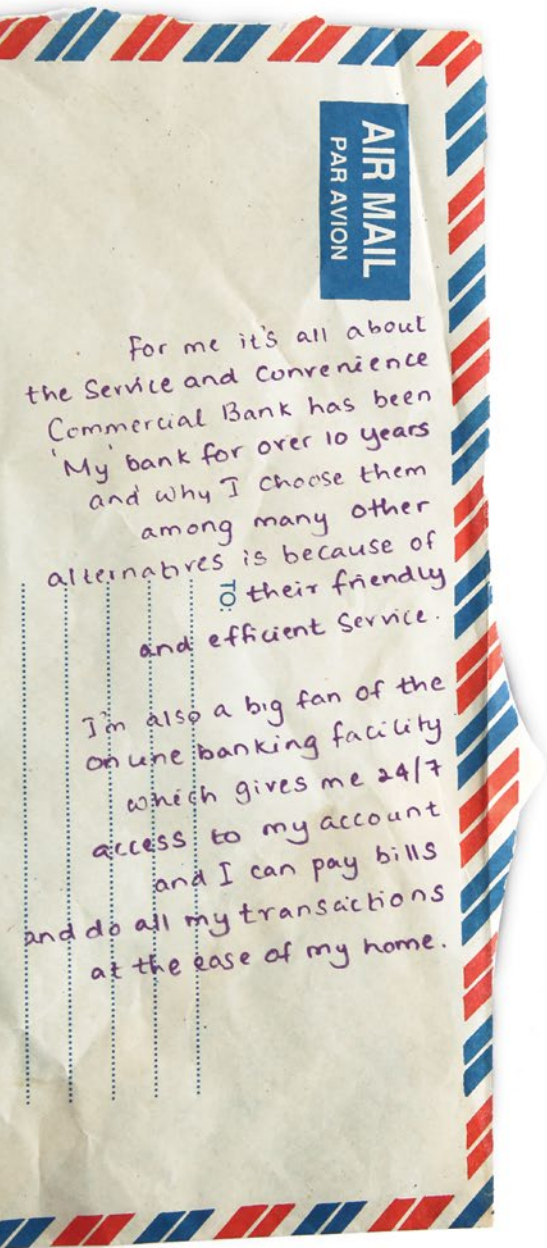 AIR MAIL
PAR AVION
For me it's all about
the Service and Convenience
Commercial Bank has been
'My' bank for over 10 years
and why I choose them
among many other
alternatives is because of
TO:
their friendly
and efficient Service.
I'm also a big fan of the
online banking facility
which gives me 24/7
access to my account
and I can pay bills
and do all my transactions
at the ease of my home.